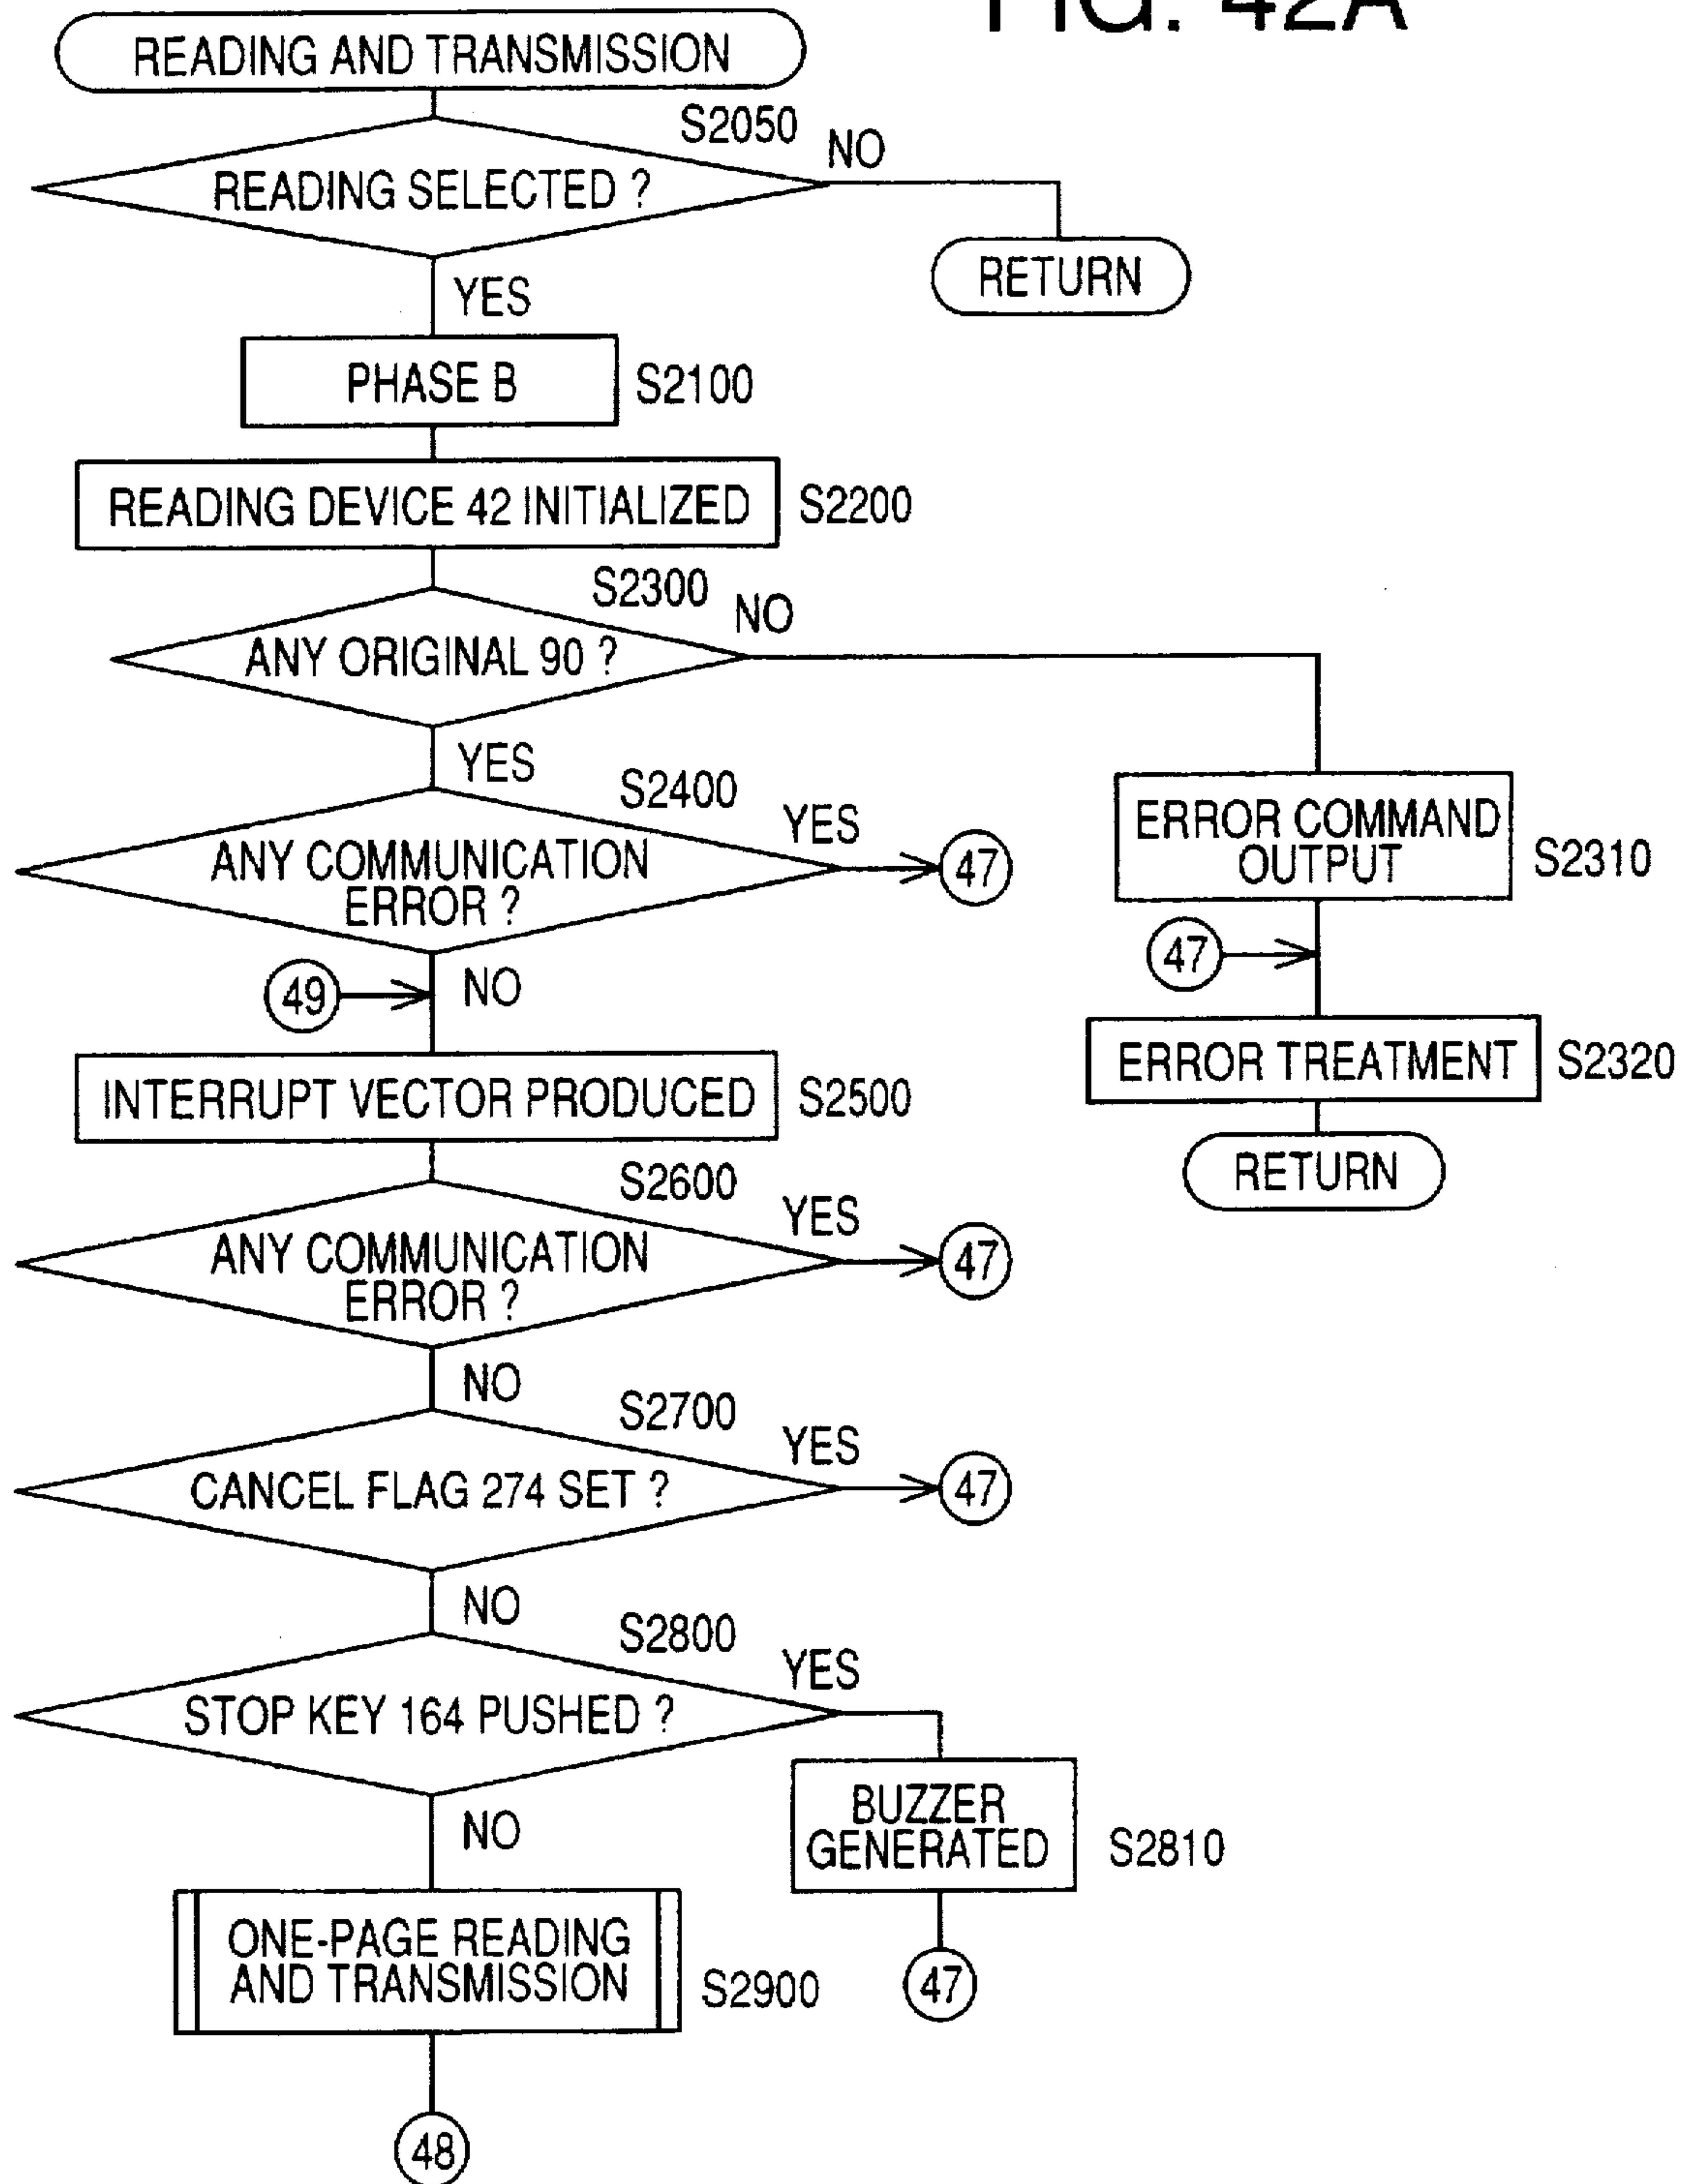 FIG. 42A
READING AND TRANSMISSION
S2050
NO
READING SELECTED ?
RETURN
YES
PHASE B
S2100
READING DEVICE 42 INITIALIZED
S2200
S2300
NO
ANY ORIGINAL 90 ?
YES
S2400
YES
ANY COMMUNICATION
ERROR ?
47
ERROR COMMAND
OUTPUT
S2310
47
49
NO
ERROR TREATMENT
S2320
INTERRUPT VECTOR PRODUCED
S2500
RETURN
S2600
YES
ANY COMMUNICATION
ERROR ?
47
NO
S2700
YES
CANCEL FLAG 274 SET ?
47
NO
S2800
YES
STOP KEY 164 PUSHED ?
BUZZER
GENERATED
S2810
NO
47
ONE-PAGE READING
AND TRANSMISSION
S2900
48